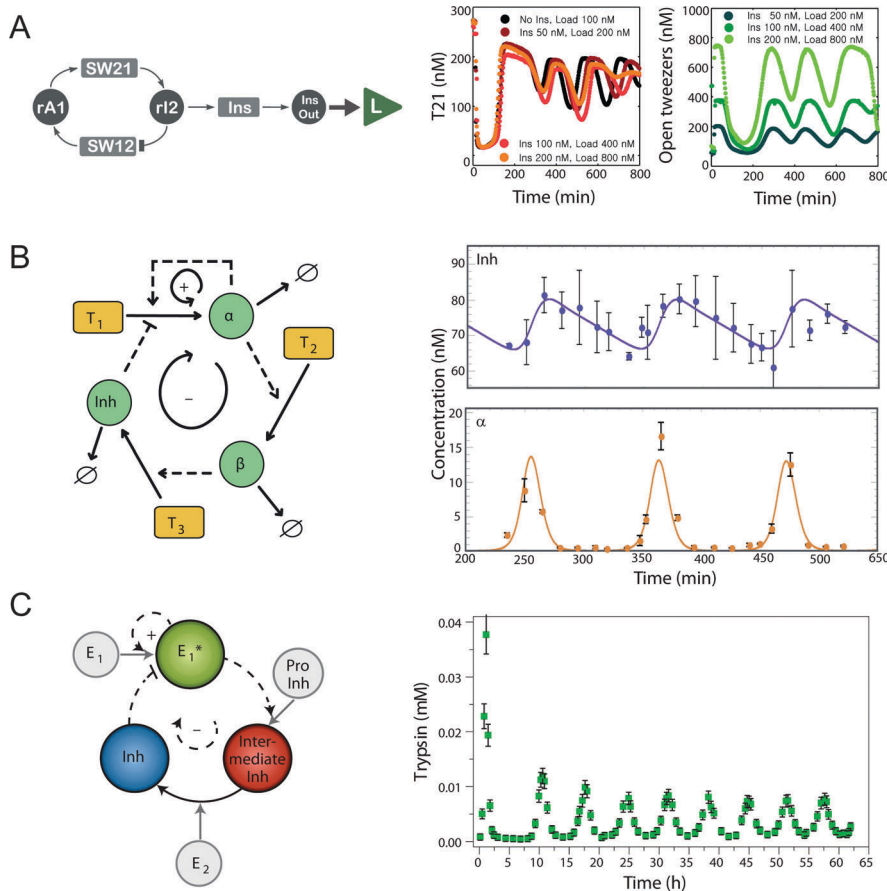 A
SW21
rA1
rI2
Ins
Ins
Out
L
SW12
T21 (nM)
300
200
100
0
No Ins, Load 100 nM
Ins 50 nM, Load 200 nM
Ins 100 nM, Load 400 nM
Ins 200 nM, Load 800 nM
0 200 400 600 800
Time (min)
Open tweezers (nM)
1000
800
600
400
200
0
Ins 50 nM, Load 200 nM
Ins 100 nM, Load 400 nM
Ins 200 nM, Load 800 nM
0 200 400 600 800
Time (min)
B
+
T1
α
T2
Inh
–
β
T3
Concentration (nM)
Inh
90
80
70
60
α
20
15
10
5
0
200 250 300 350 400 450 500 550 650
Time (min)
C
+
E1
E1*
Pro
Inh
–
Inh
Inter-
mediate
Inh
E2
Trypsin (mM)
0.04
0.03
0.02
0.01
0.00
0 5 10 15 20 25 30 35 40 45 50 55 60 65
Time (h)